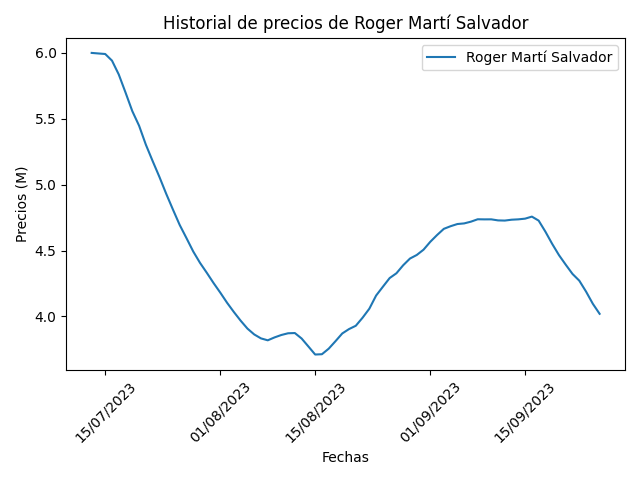 Historial de precios de Roger Martí Salvador
Roger Martí Salvador
Precios (M)
6.0
5.5
5.0
4.5
4.0
15/07/2023
01/08/2023
15/08/2023
01/09/2023
15/09/2023
Fechas